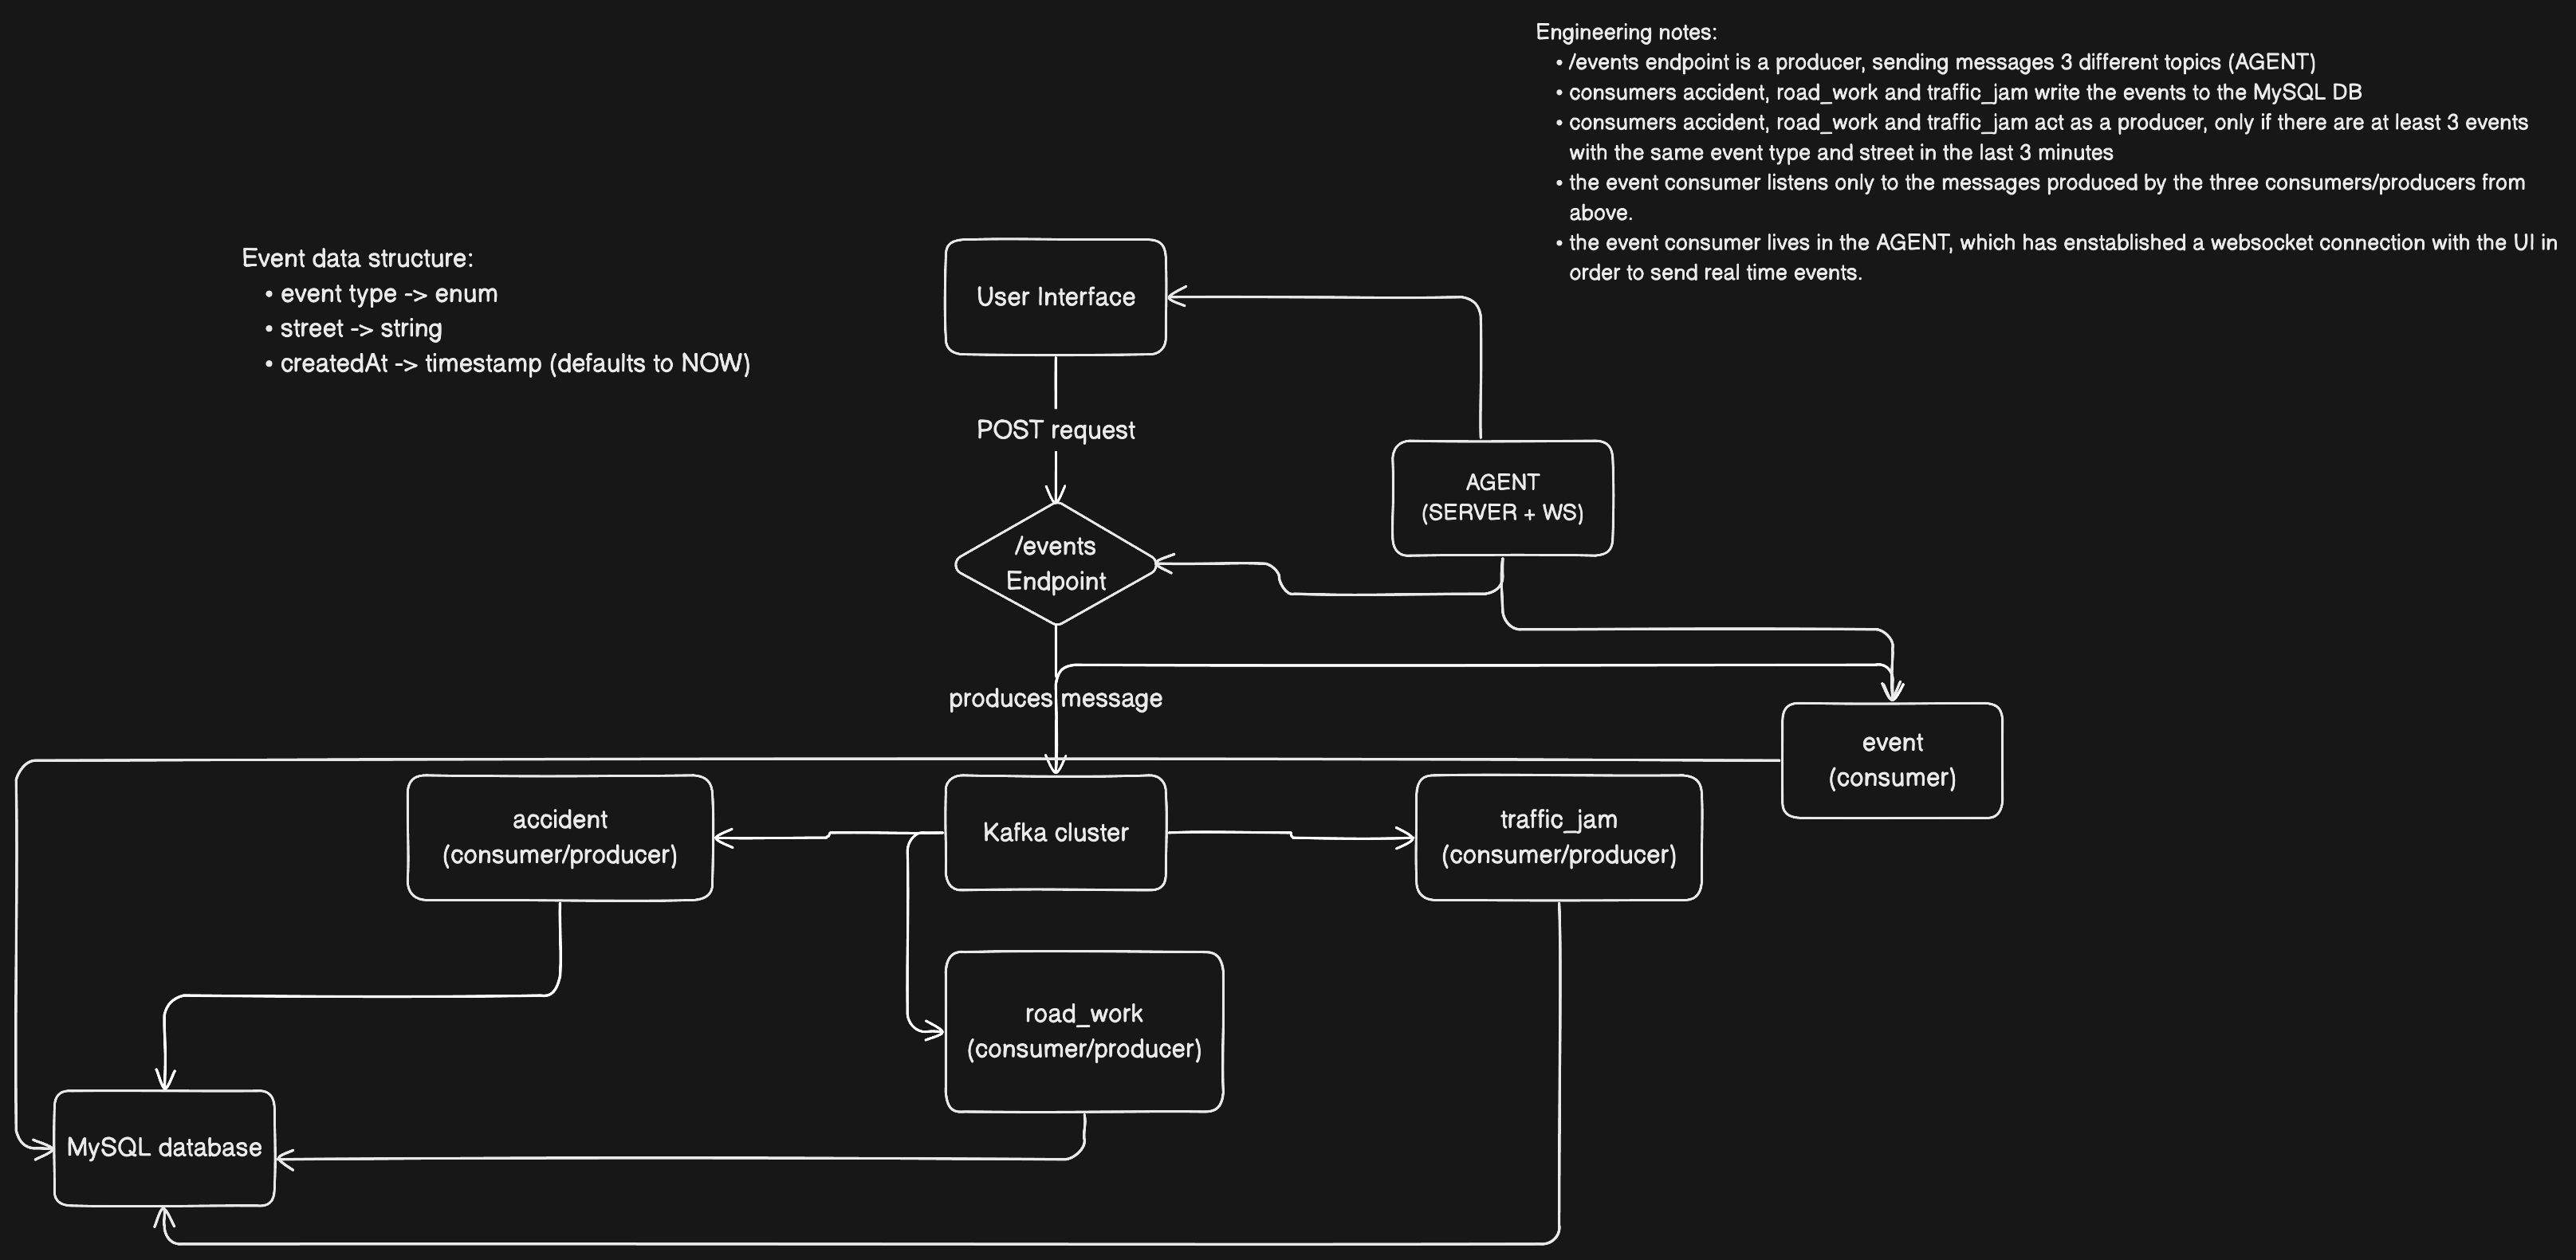 Engineering notes:
• /events endpoint is a producer, sending messages 3 different topics (AGENT)
• consumers accident, road_work and traffic_jam write the events to the MySQL DB
• consumers accident, road_work and traffic_jam act as a producer, only if there are at least 3 events
with the same event type and street in the last 3 minutes
• the event consumer listens only to the messages produced by the three consumers/producers from
above.
• the event consumer lives in the AGENT, which has enstablished a websocket connection with the UI in
order to send real time events.
Event data structure:
• event type -> enum
• street -> string
• createdAt -> timestamp (defaults to NOW)
User Interface
POST request
AGENT
(SERVER + WS)
/events
Endpoint
produces message
event
(consumer)
accident
(consumer/producer)
Kafka cluster
traffic_jam
(consumer/producer)
road_work
(consumer/producer)
MySQL database